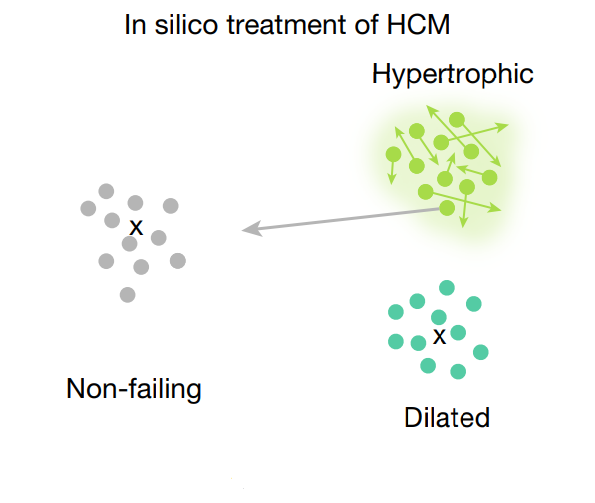 In silico treatment of HCM
Hypertrophic
x
x
Non-failing
Dilated